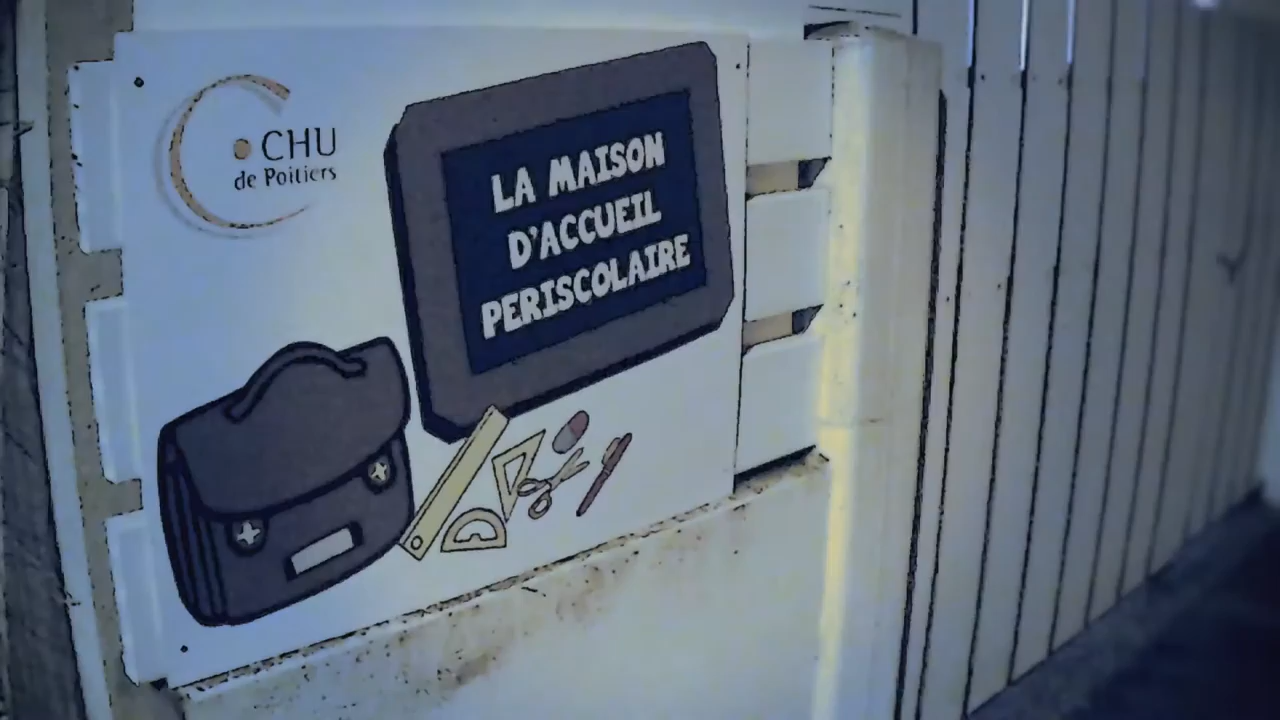 CHU
de Poitiers
LA MAISON
D'ACCUEIL
PERISCOLAIRE